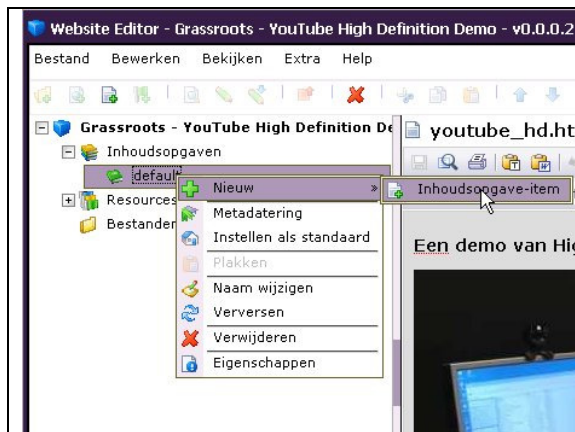 Website Editor - Grassroots - YouTube High Definition Demo - v0.0.0.2
Bestand Bewerken Bekijken Extra Help
Grassroots - YouTube High Definition De
youtube_hd.ht
Inhoudsopgaven
default
Nieuw »
Inhoudsopgave-item
Resources
Metadatering
Bestanden
Instellen als standaard
Een demo van Hig
Plakken
Naam wijzigen
Verversen
Verwijderen
Eigenschappen